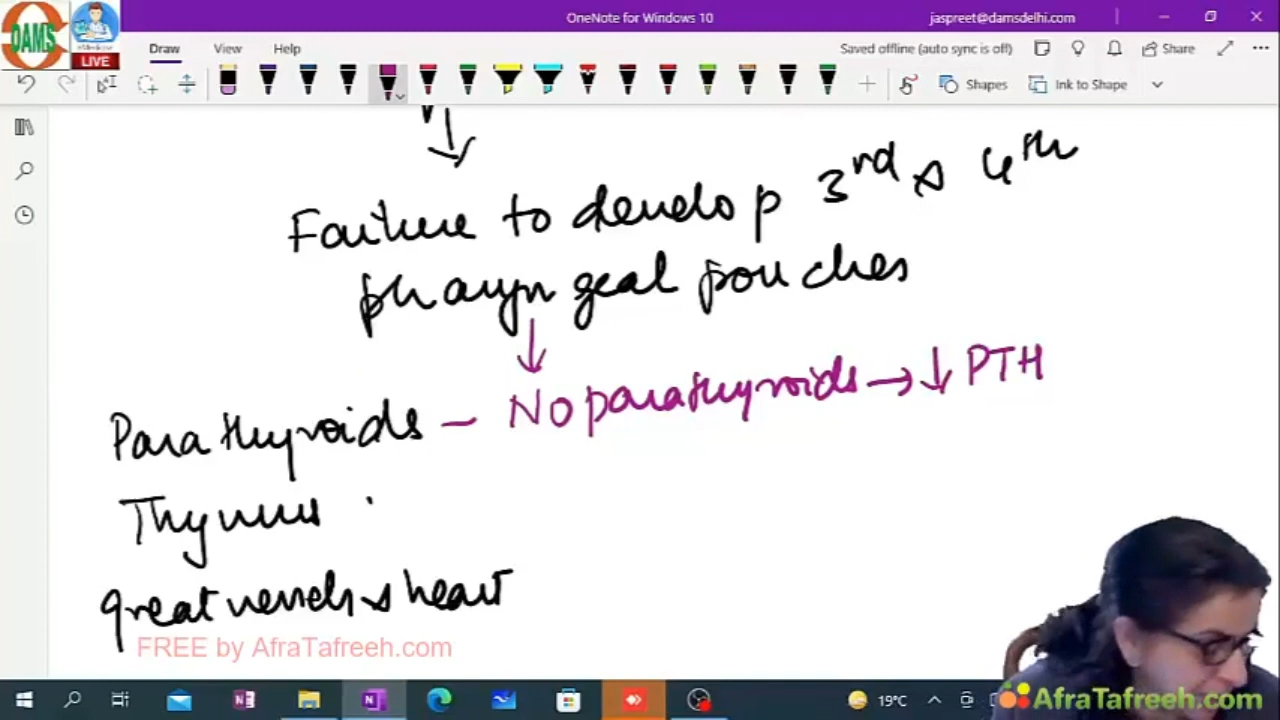 OneNote for Windows 10
jaspreet@damsdelhi.com
DAMS
eMedicoz
LIVE
Draw View Help
Saved offline (auto sync is off)
Share
Shapes
Ink to Shape
Failure to develop 3rd & 4th
pharyngeal pouches
Parathyroids – No parathyroids → ↓ PTH
Thymus
great vessels & heart
FREE by AfraTafreeh.com
19°C
AfraTafreeh.com